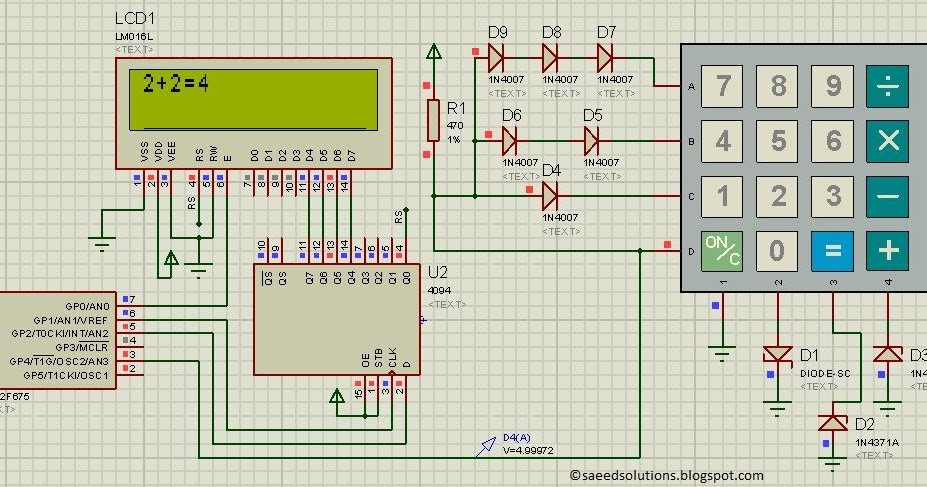 LCD1
LM016L
<TEXT>
2+2=4
VSS VDD VEE RS RW E D0 D1 D2 D3 D4 D5 D6 D7
1 2 3 4 5 6 7 8 9 10 11 12 13 14
RS
RS
D9 D8 D7
1N4007 1N4007 1N4007
<TEXT> <TEXT> <TEXT>
R1
470
1%
<TEXT>
D6 D5
1N4007 1N4007
<TEXT> <TEXT>
D4
1N4007
<TEXT>
A B C D
7 8 9 ÷
4 5 6 ×
1 2 3 −
ON/C 0 = +
1 2 3 4
10 9 11 12 13 14 7 6 5 4
QS QS Q7 Q6 Q5 Q4 Q3 Q2 Q1 Q0
U2
4094
<TEXT>
OE STB CLK D
15 1 3 2
GP0/AN0 7
GP1/AN1/VREF 6
GP2/T0CKI/INT/AN2 5
GP3/MCLR 4
GP4/T1G/OSC2/AN3 3
GP5/T1CKI/OSC1 2
2F675
XT>
D1
DIODE-SC
<TEXT>
D3
1N4
<TEX
D2
1N4371A
<TEXT>
D4(A)
V=4.99972
©saeedsolutions.blogspot.com